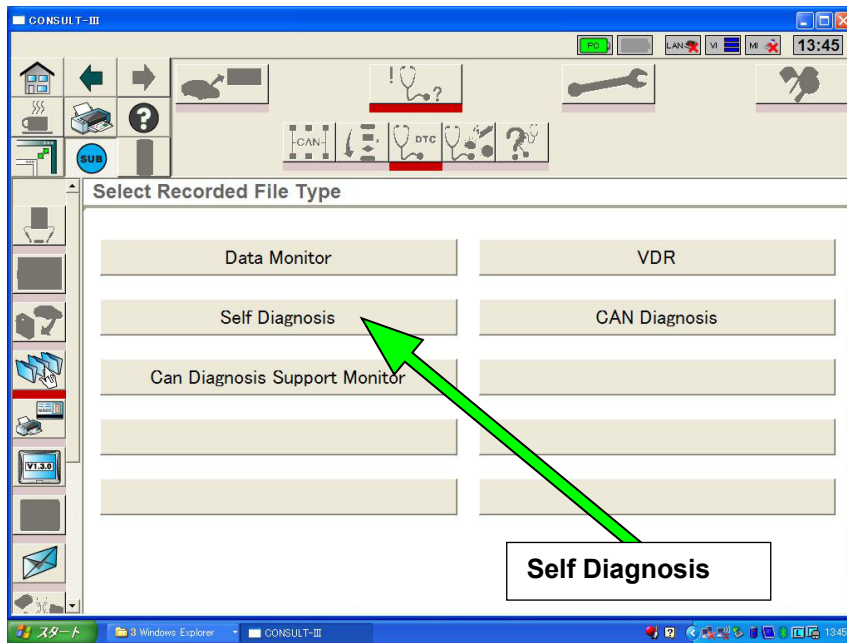 CONSULT-III
PC LAN VI MI 13:45
! ?
?
-CAN- DTC ?
SUB
Select Recorded File Type
Data Monitor VDR
Self Diagnosis CAN Diagnosis
Can Diagnosis Support Monitor
V1.3.0
Self Diagnosis
スタート 3 Windows Explorer CONSULT-III 13:45